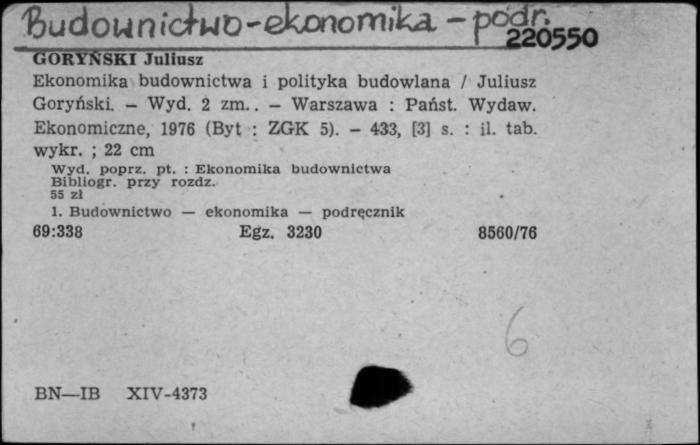 Budownictwo-ekonomika - podr.
220550
GORYŃSKI Juliusz
Ekonomika budownictwa i polityka budowlana / Juliusz
Goryński. – Wyd. 2 zm.. – Warszawa : Państ. Wydaw.
Ekonomiczne, 1976 (Byt : ZGK 5). – 433, [3] s. : il. tab.
wykr. ; 22 cm
Wyd. poprz. pt. : Ekonomika budownictwa
Bibliogr. przy rozdz.
55 zł
1. Budownictwo — ekonomika — podręcznik
69:338 Egz. 3230 8560/76
6
BN—IB XIV-4373